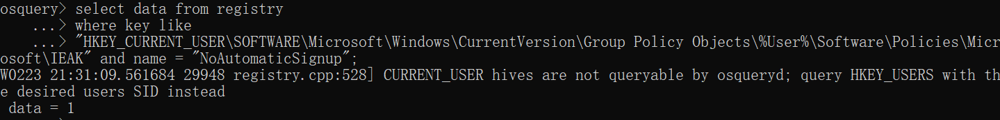 osquery> select data from registry
    ...> where key like
    ...> "HKEY_CURRENT_USER\SOFTWARE\Microsoft\Windows\CurrentVersion\Group Policy Objects\%User%\Software\Policies\Micr
osoft\IEAK" and name = "NoAutomaticSignup";
W0223 21:31:09.561684 29948 registry.cpp:528] CURRENT_USER hives are not queryable by osqueryd; query HKEY_USERS with th
e desired users SID instead
 data = 1